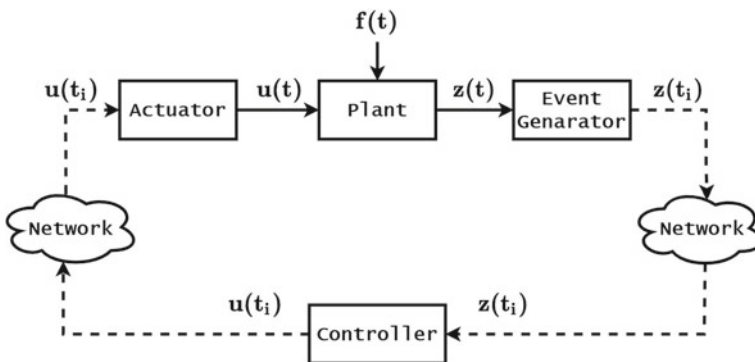 f(t)
u(t_i)
u(t)
z(t)
z(t_i)
Actuator
Plant
Event
Genarator
Network
Network
u(t_i)
z(t_i)
Controller